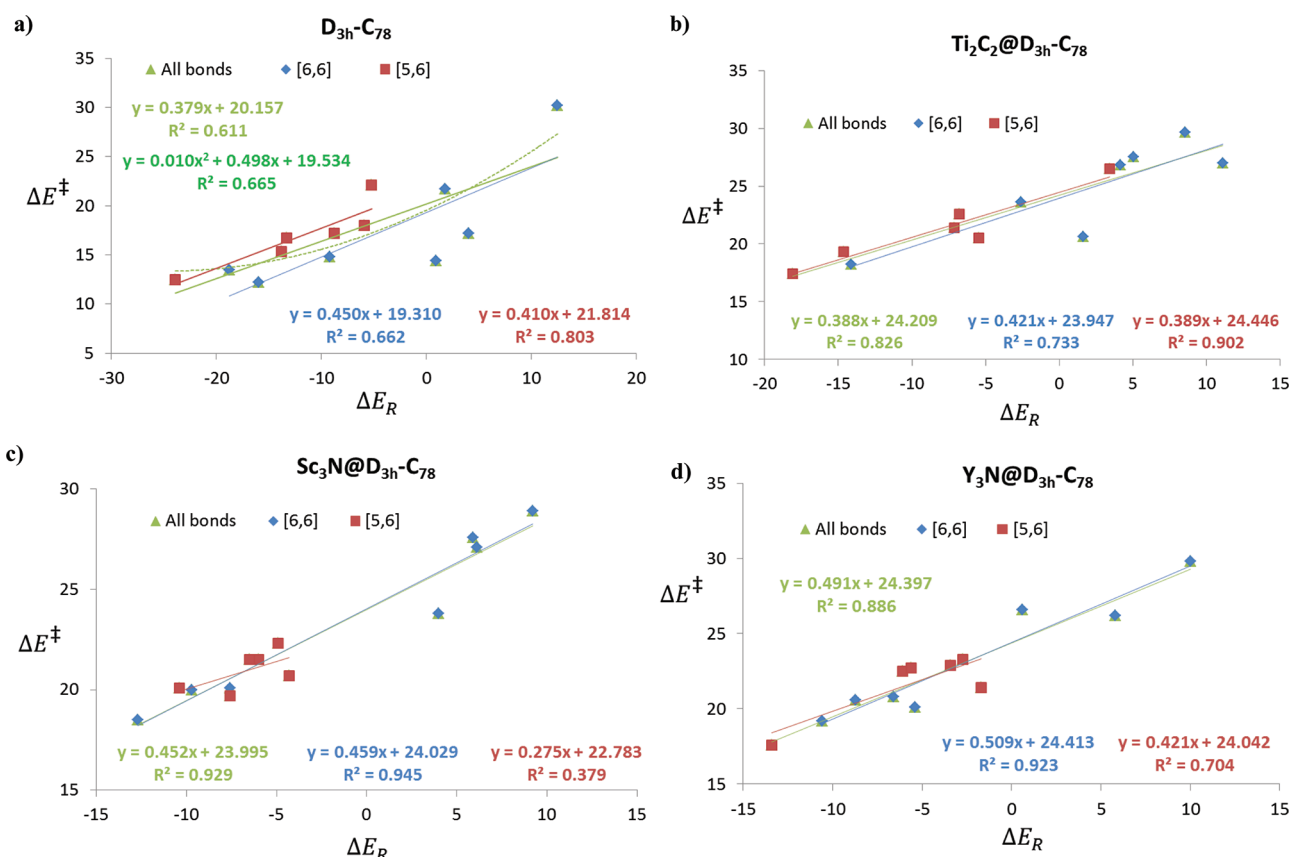 a)
D3h-C78
All bonds [6,6] [5,6]
y = 0.379x + 20.157
R² = 0.611
y = 0.010x² + 0.498x + 19.534
R² = 0.665
y = 0.450x + 19.310
R² = 0.662
y = 0.410x + 21.814
R² = 0.803
ΔE‡
35
30
25
20
15
10
5
-30 -20 -10 0 10 20
ΔE_R
b)
Ti2C2@D3h-C78
All bonds [6,6] [5,6]
y = 0.388x + 24.209
R² = 0.826
y = 0.421x + 23.947
R² = 0.733
y = 0.389x + 24.446
R² = 0.902
ΔE‡
35
30
25
20
15
10
-20 -15 -10 -5 0 5 10 15
ΔE_R
c)
Sc3N@D3h-C78
All bonds [6,6] [5,6]
y = 0.452x + 23.995
R² = 0.929
y = 0.459x + 24.029
R² = 0.945
y = 0.275x + 22.783
R² = 0.379
ΔE‡
30
25
20
15
-15 -10 -5 0 5 10 15
ΔE_R
d)
Y3N@D3h-C78
All bonds [6,6] [5,6]
y = 0.491x + 24.397
R² = 0.886
y = 0.509x + 24.413
R² = 0.923
y = 0.421x + 24.042
R² = 0.704
ΔE‡
35
30
25
20
15
-15 -10 -5 0 5 10 15
ΔE_R